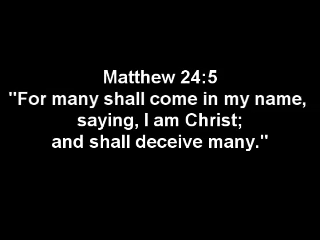 Matthew 24:5
"For many shall come in my name,
saying, I am Christ;
and shall deceive many."